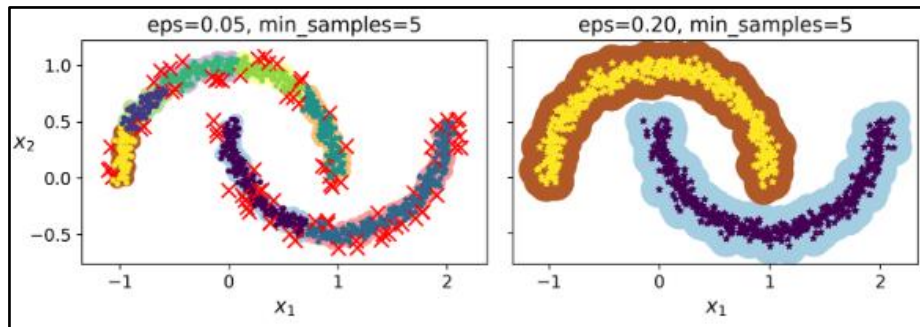 eps=0.05, min_samples=5
eps=0.20, min_samples=5
1.0
0.5
x₂
0.0
−0.5
−1
0
1
2
−1
0
1
2
x₁
x₁